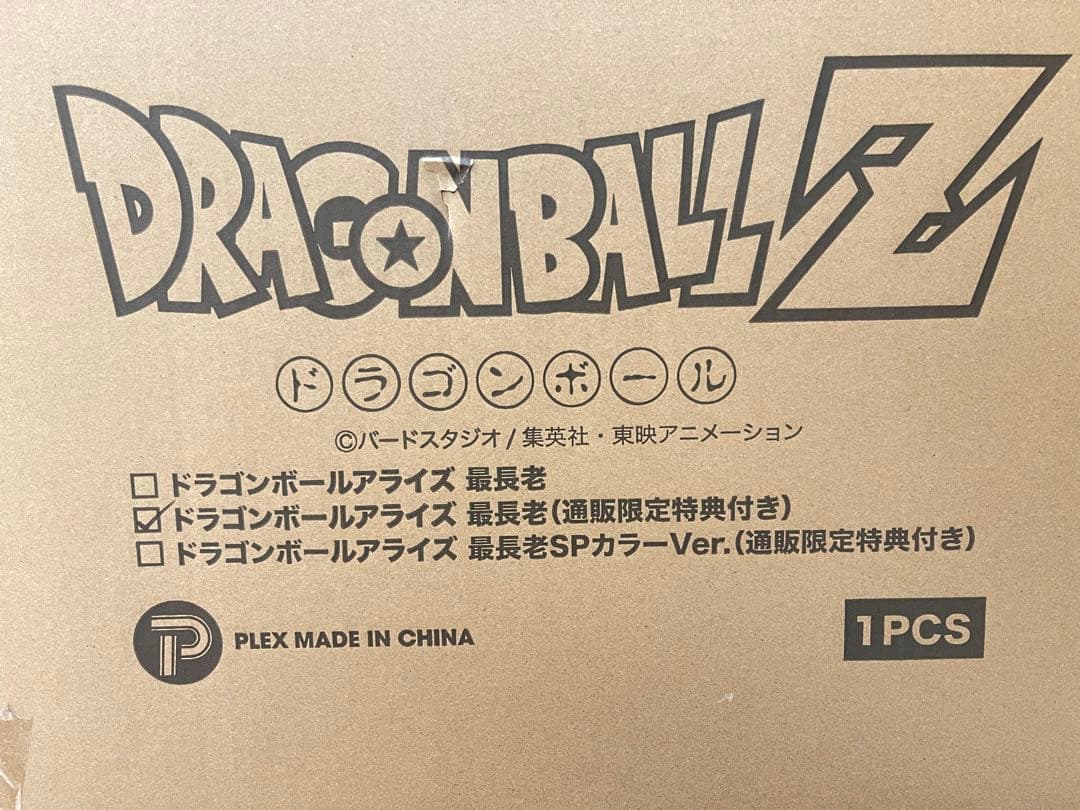 DRAGONBALL Z
ドラゴンボール
©バードスタジオ/集英社・東映アニメーション
□ドラゴンボールアライズ 最長老
☑ドラゴンボールアライズ 最長老(通販限定特典付き)
□ドラゴンボールアライズ 最長老SPカラーVer.(通販限定特典付き)
PLEX MADE IN CHINA
1PCS